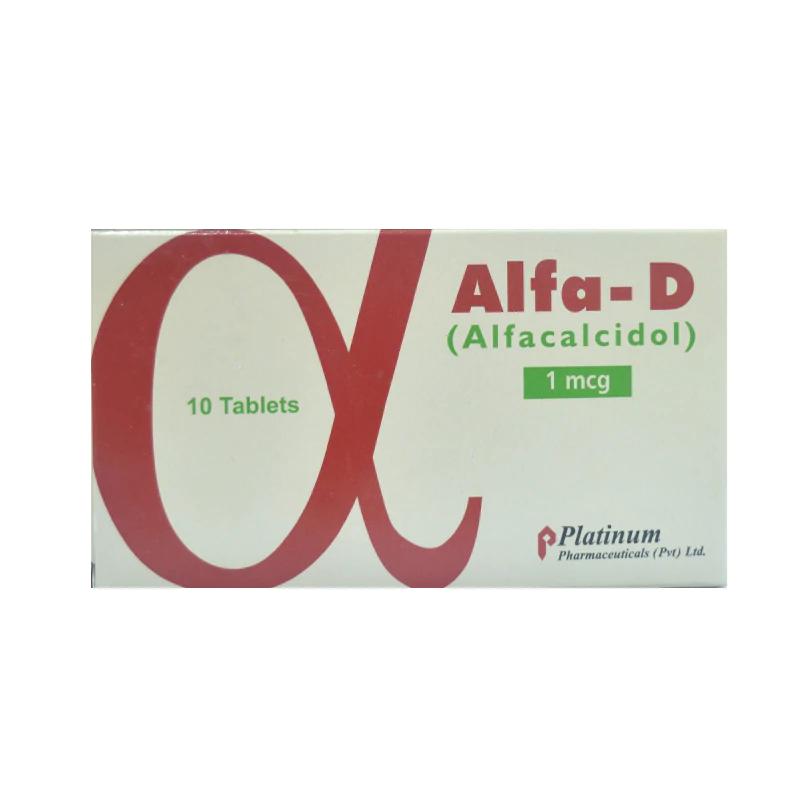 Alfa-D
(Alfacalcidol)
1 mcg
10 Tablets
Platinum
Pharmaceuticals (Pvt) Ltd.